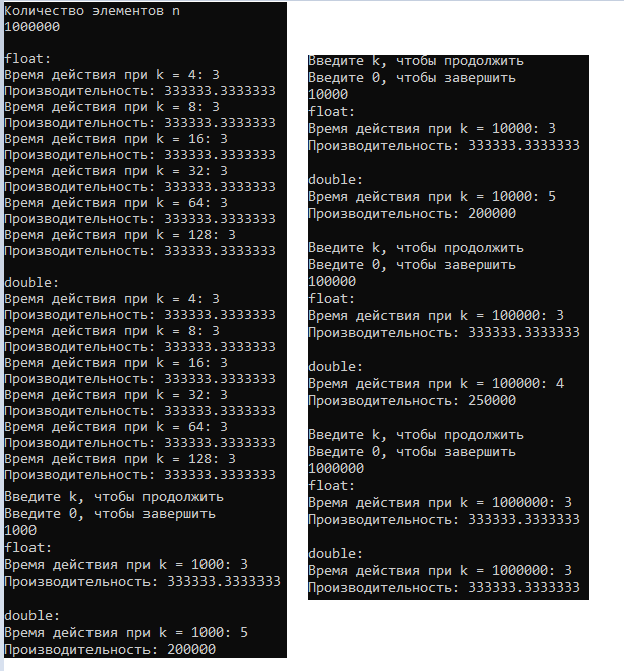 Количество элементов n
1000000
float:
Время действия при k = 4: 3
Производительность: 333333.3333333
Время действия при k = 8: 3
Производительность: 333333.3333333
Время действия при k = 16: 3
Производительность: 333333.3333333
Время действия при k = 32: 3
Производительность: 333333.3333333
Время действия при k = 64: 3
Производительность: 333333.3333333
Время действия при k = 128: 3
Производительность: 333333.3333333
double:
Время действия при k = 4: 3
Производительность: 333333.3333333
Время действия при k = 8: 3
Производительность: 333333.3333333
Время действия при k = 16: 3
Производительность: 333333.3333333
Время действия при k = 32: 3
Производительность: 333333.3333333
Время действия при k = 64: 3
Производительность: 333333.3333333
Время действия при k = 128: 3
Производительность: 333333.3333333
Введите k, чтобы продолжить
Введите 0, чтобы завершить
1000
float:
Время действия при k = 1000: 3
Производительность: 333333.3333333
double:
Время действия при k = 1000: 5
Производительность: 200000
Введите k, чтобы продолжить
Введите 0, чтобы завершить
10000
float:
Время действия при k = 10000: 3
Производительность: 333333.3333333
double:
Время действия при k = 10000: 5
Производительность: 200000
Введите k, чтобы продолжить
Введите 0, чтобы завершить
100000
float:
Время действия при k = 100000: 3
Производительность: 333333.3333333
double:
Время действия при k = 100000: 4
Производительность: 250000
Введите k, чтобы продолжить
Введите 0, чтобы завершить
1000000
float:
Время действия при k = 1000000: 3
Производительность: 333333.3333333
double:
Время действия при k = 1000000: 3
Производительность: 333333.3333333